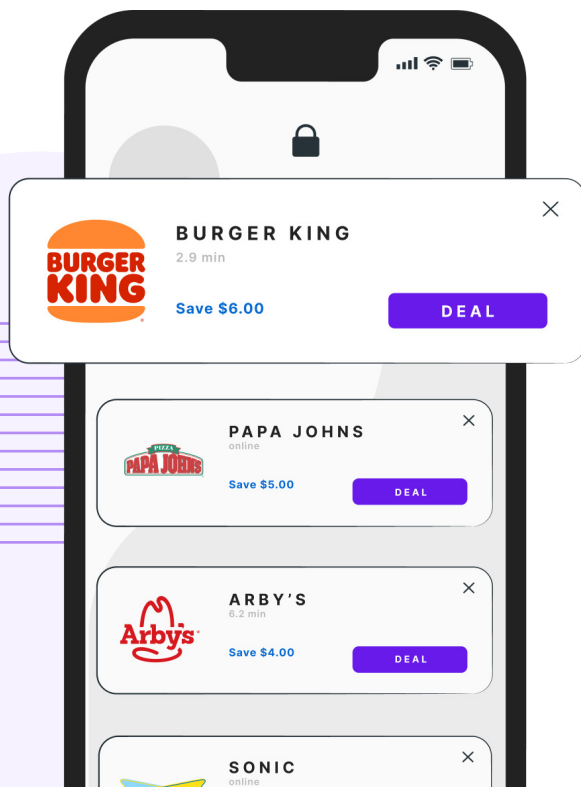 BURGER
KING
BURGER KING
2.9 min
Save $6.00
DEAL
PIZZA
PAPA JOHNS
PAPA JOHNS
online
Save $5.00
DEAL
Arby's
ARBY’S
6.2 min
Save $4.00
DEAL
SONIC
online